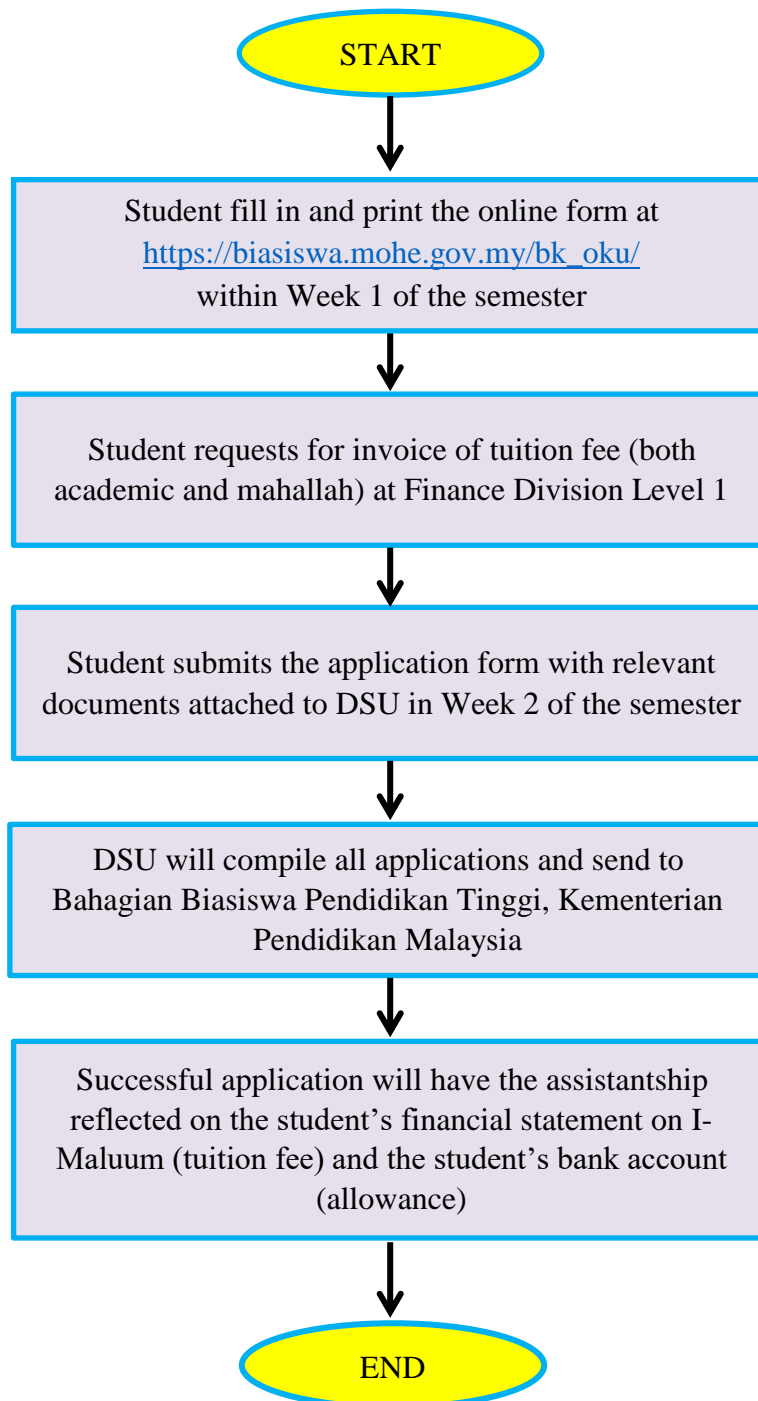 START
Student fill in and print the online form at
https://biasiswa.mohe.gov.my/bk_oku/
within Week 1 of the semester
Student requests for invoice of tuition fee (both
academic and mahallah) at Finance Division Level 1
Student submits the application form with relevant
documents attached to DSU in Week 2 of the semester
DSU will compile all applications and send to
Bahagian Biasiswa Pendidikan Tinggi, Kementerian
Pendidikan Malaysia
Successful application will have the assistantship
reflected on the student’s financial statement on I-
Maluum (tuition fee) and the student’s bank account
(allowance)
END